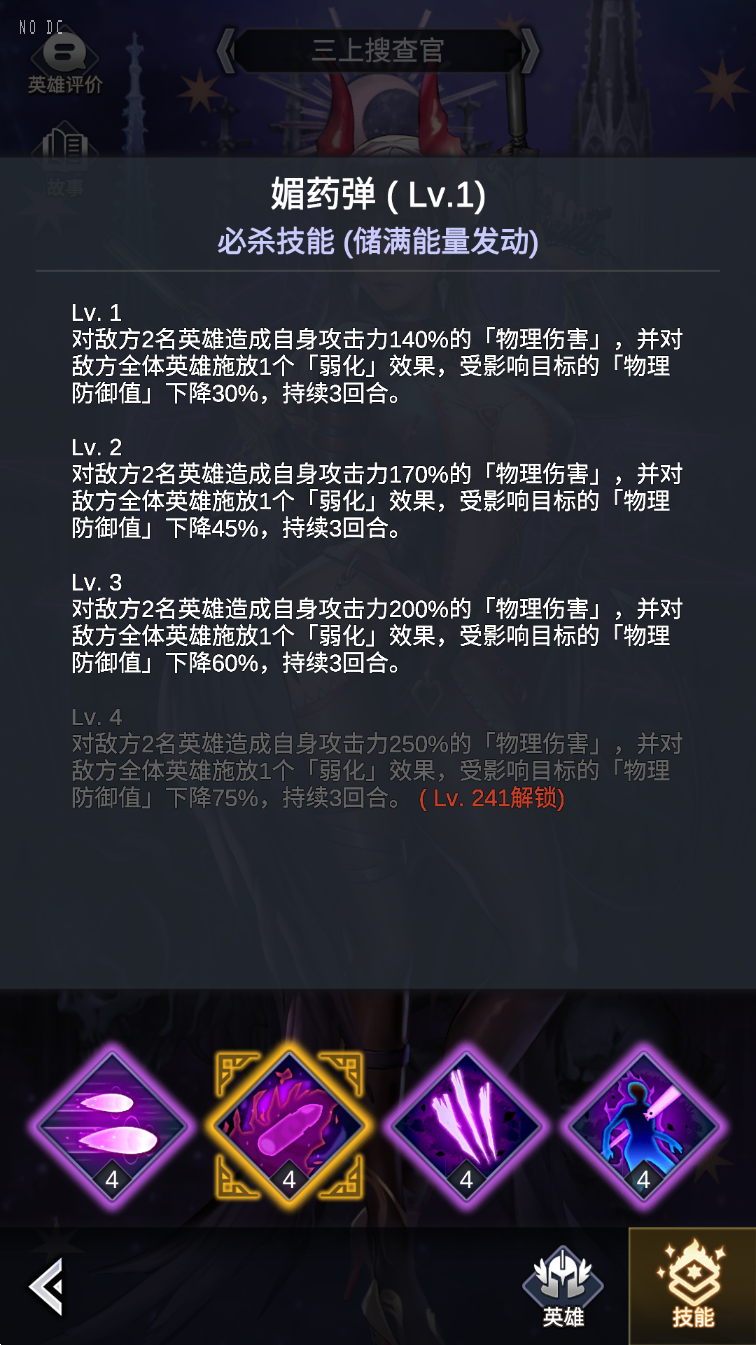 NO DC
三上搜查官
英雄评价
故事
媚药弹 ( Lv.1)
必杀技能 (储满能量发动)
Lv. 1
对敌方2名英雄造成自身攻击力140%的「物理伤害」，并对
敌方全体英雄施放1个「弱化」效果，受影响目标的「物理
防御值」下降30%，持续3回合。
Lv. 2
对敌方2名英雄造成自身攻击力170%的「物理伤害」，并对
敌方全体英雄施放1个「弱化」效果，受影响目标的「物理
防御值」下降45%，持续3回合。
Lv. 3
对敌方2名英雄造成自身攻击力200%的「物理伤害」，并对
敌方全体英雄施放1个「弱化」效果，受影响目标的「物理
防御值」下降60%，持续3回合。
Lv. 4
对敌方2名英雄造成自身攻击力250%的「物理伤害」，并对
敌方全体英雄施放1个「弱化」效果，受影响目标的「物理
防御值」下降75%，持续3回合。 ( Lv. 241解锁)
4 4 4 4
英雄 技能